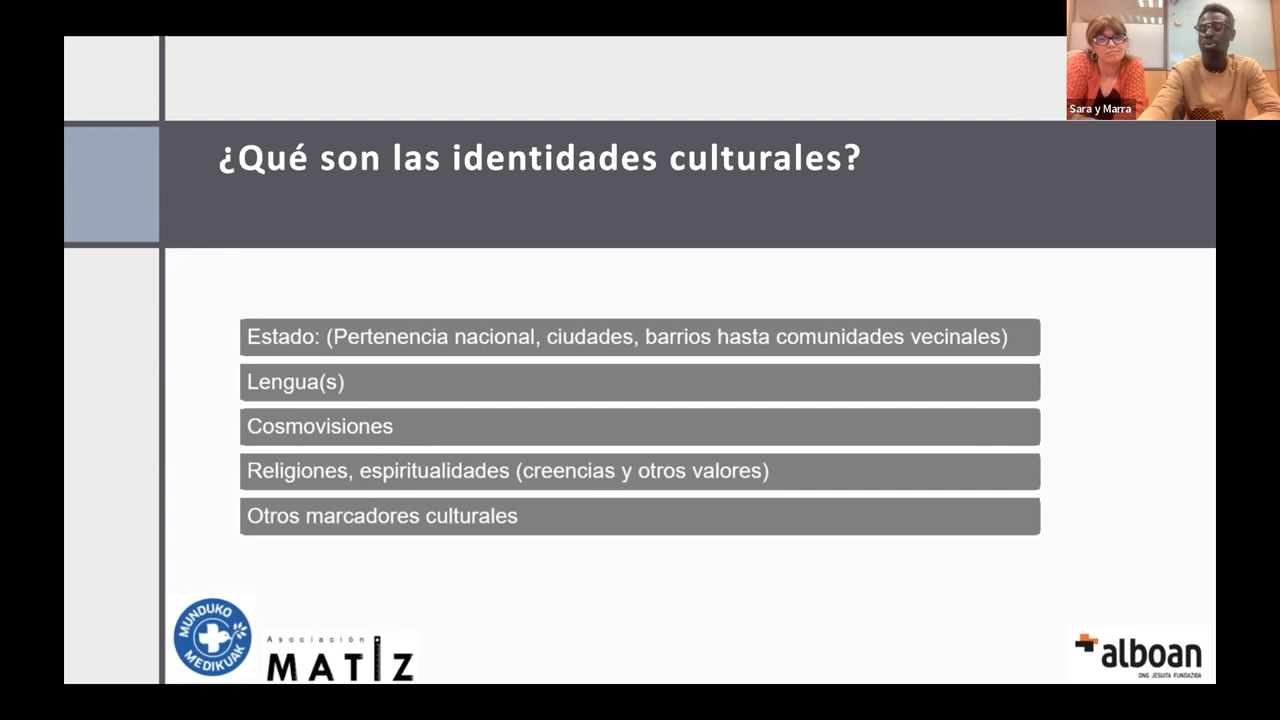 Sara y Marra
¿Qué son las identidades culturales?
Estado: (Pertenencia nacional, ciudades, barrios hasta comunidades vecinales)
Lengua(s)
Cosmovisiones
Religiones, espiritualidades (creencias y otros valores)
Otros marcadores culturales
MUNDUKO
MEDIKUAK
Asociación
MATIZ
alboan
ONG JESUITA FUNDAZIOA